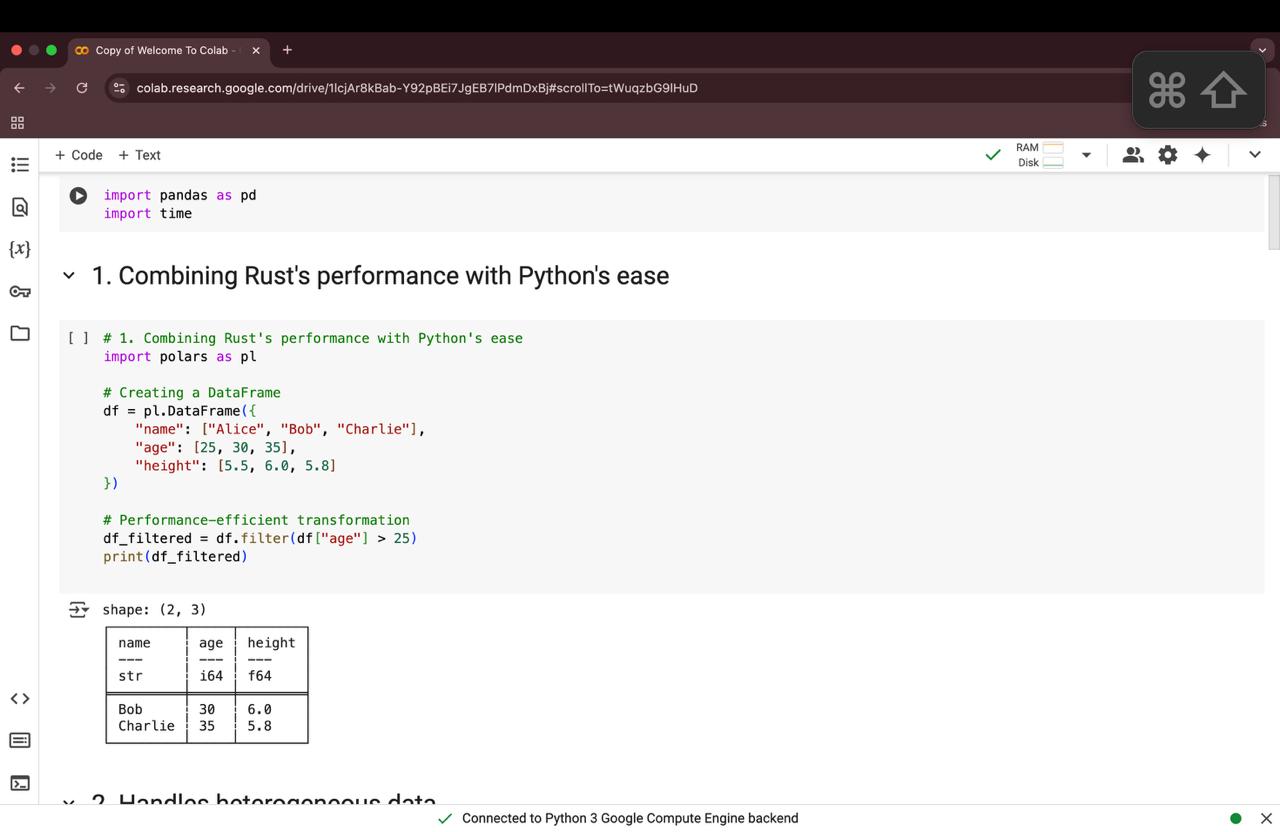 Copy of Welcome To Colab -
colab.research.google.com/drive/1IcjAr8kBab-Y92pBEi7JgEB7lPdmDxBj#scrollTo=tWuqzbG9lHuD
⌘ ⇧
+ Code + Text
RAM
Disk
import pandas as pd
import time
1. Combining Rust's performance with Python's ease
[ ] # 1. Combining Rust's performance with Python's ease
import polars as pl
# Creating a DataFrame
df = pl.DataFrame({
"name": ["Alice", "Bob", "Charlie"],
"age": [25, 30, 35],
"height": [5.5, 6.0, 5.8]
})
# Performance-efficient transformation
df_filtered = df.filter(df["age"] > 25)
print(df_filtered)
shape: (2, 3)
name age height
--- --- ---
str i64 f64
Bob 30 6.0
Charlie 35 5.8
2. Handles heterogeneous data
{x}
<>
Connected to Python 3 Google Compute Engine backend